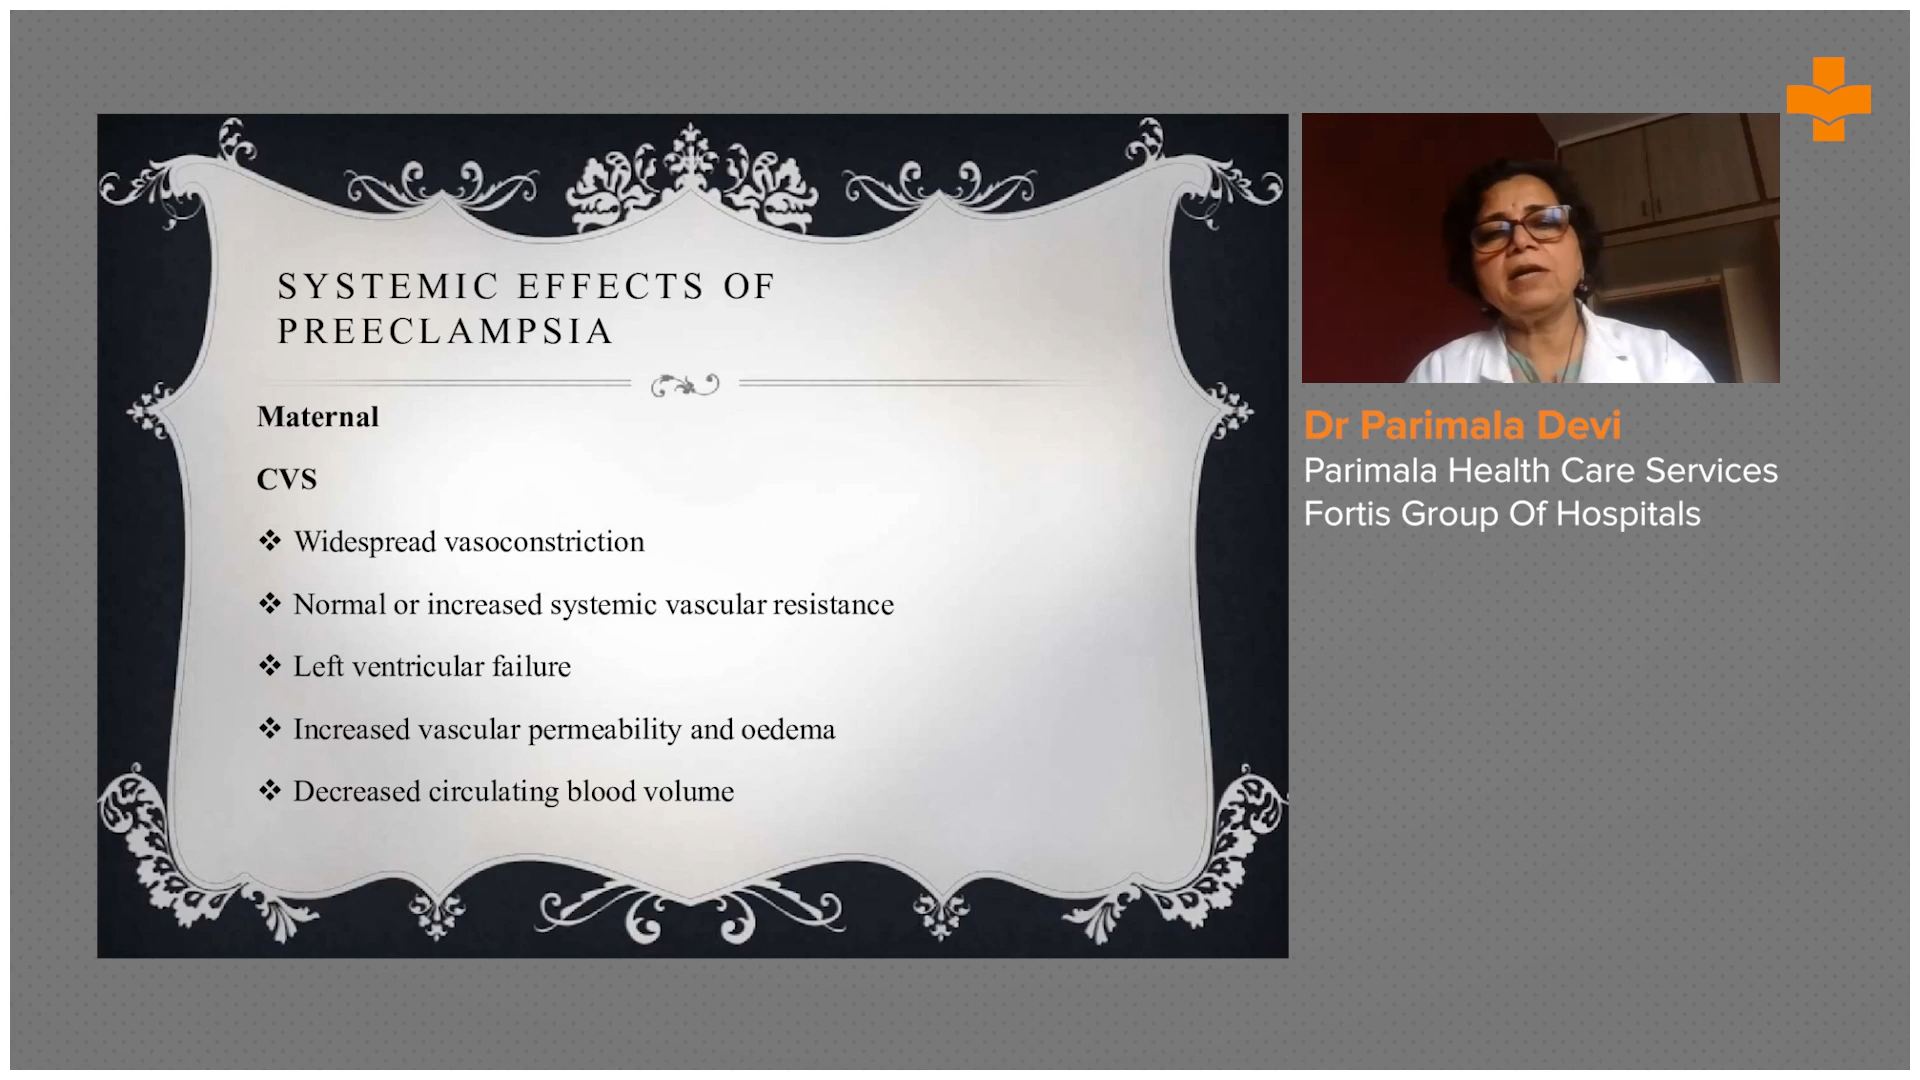 SYSTEMIC EFFECTS OF
PREECLAMPSIA
Maternal
CVS
❖ Widespread vasoconstriction
❖ Normal or increased systemic vascular resistance
❖ Left ventricular failure
❖ Increased vascular permeability and oedema
❖ Decreased circulating blood volume
Dr Parimala Devi
Parimala Health Care Services
Fortis Group Of Hospitals